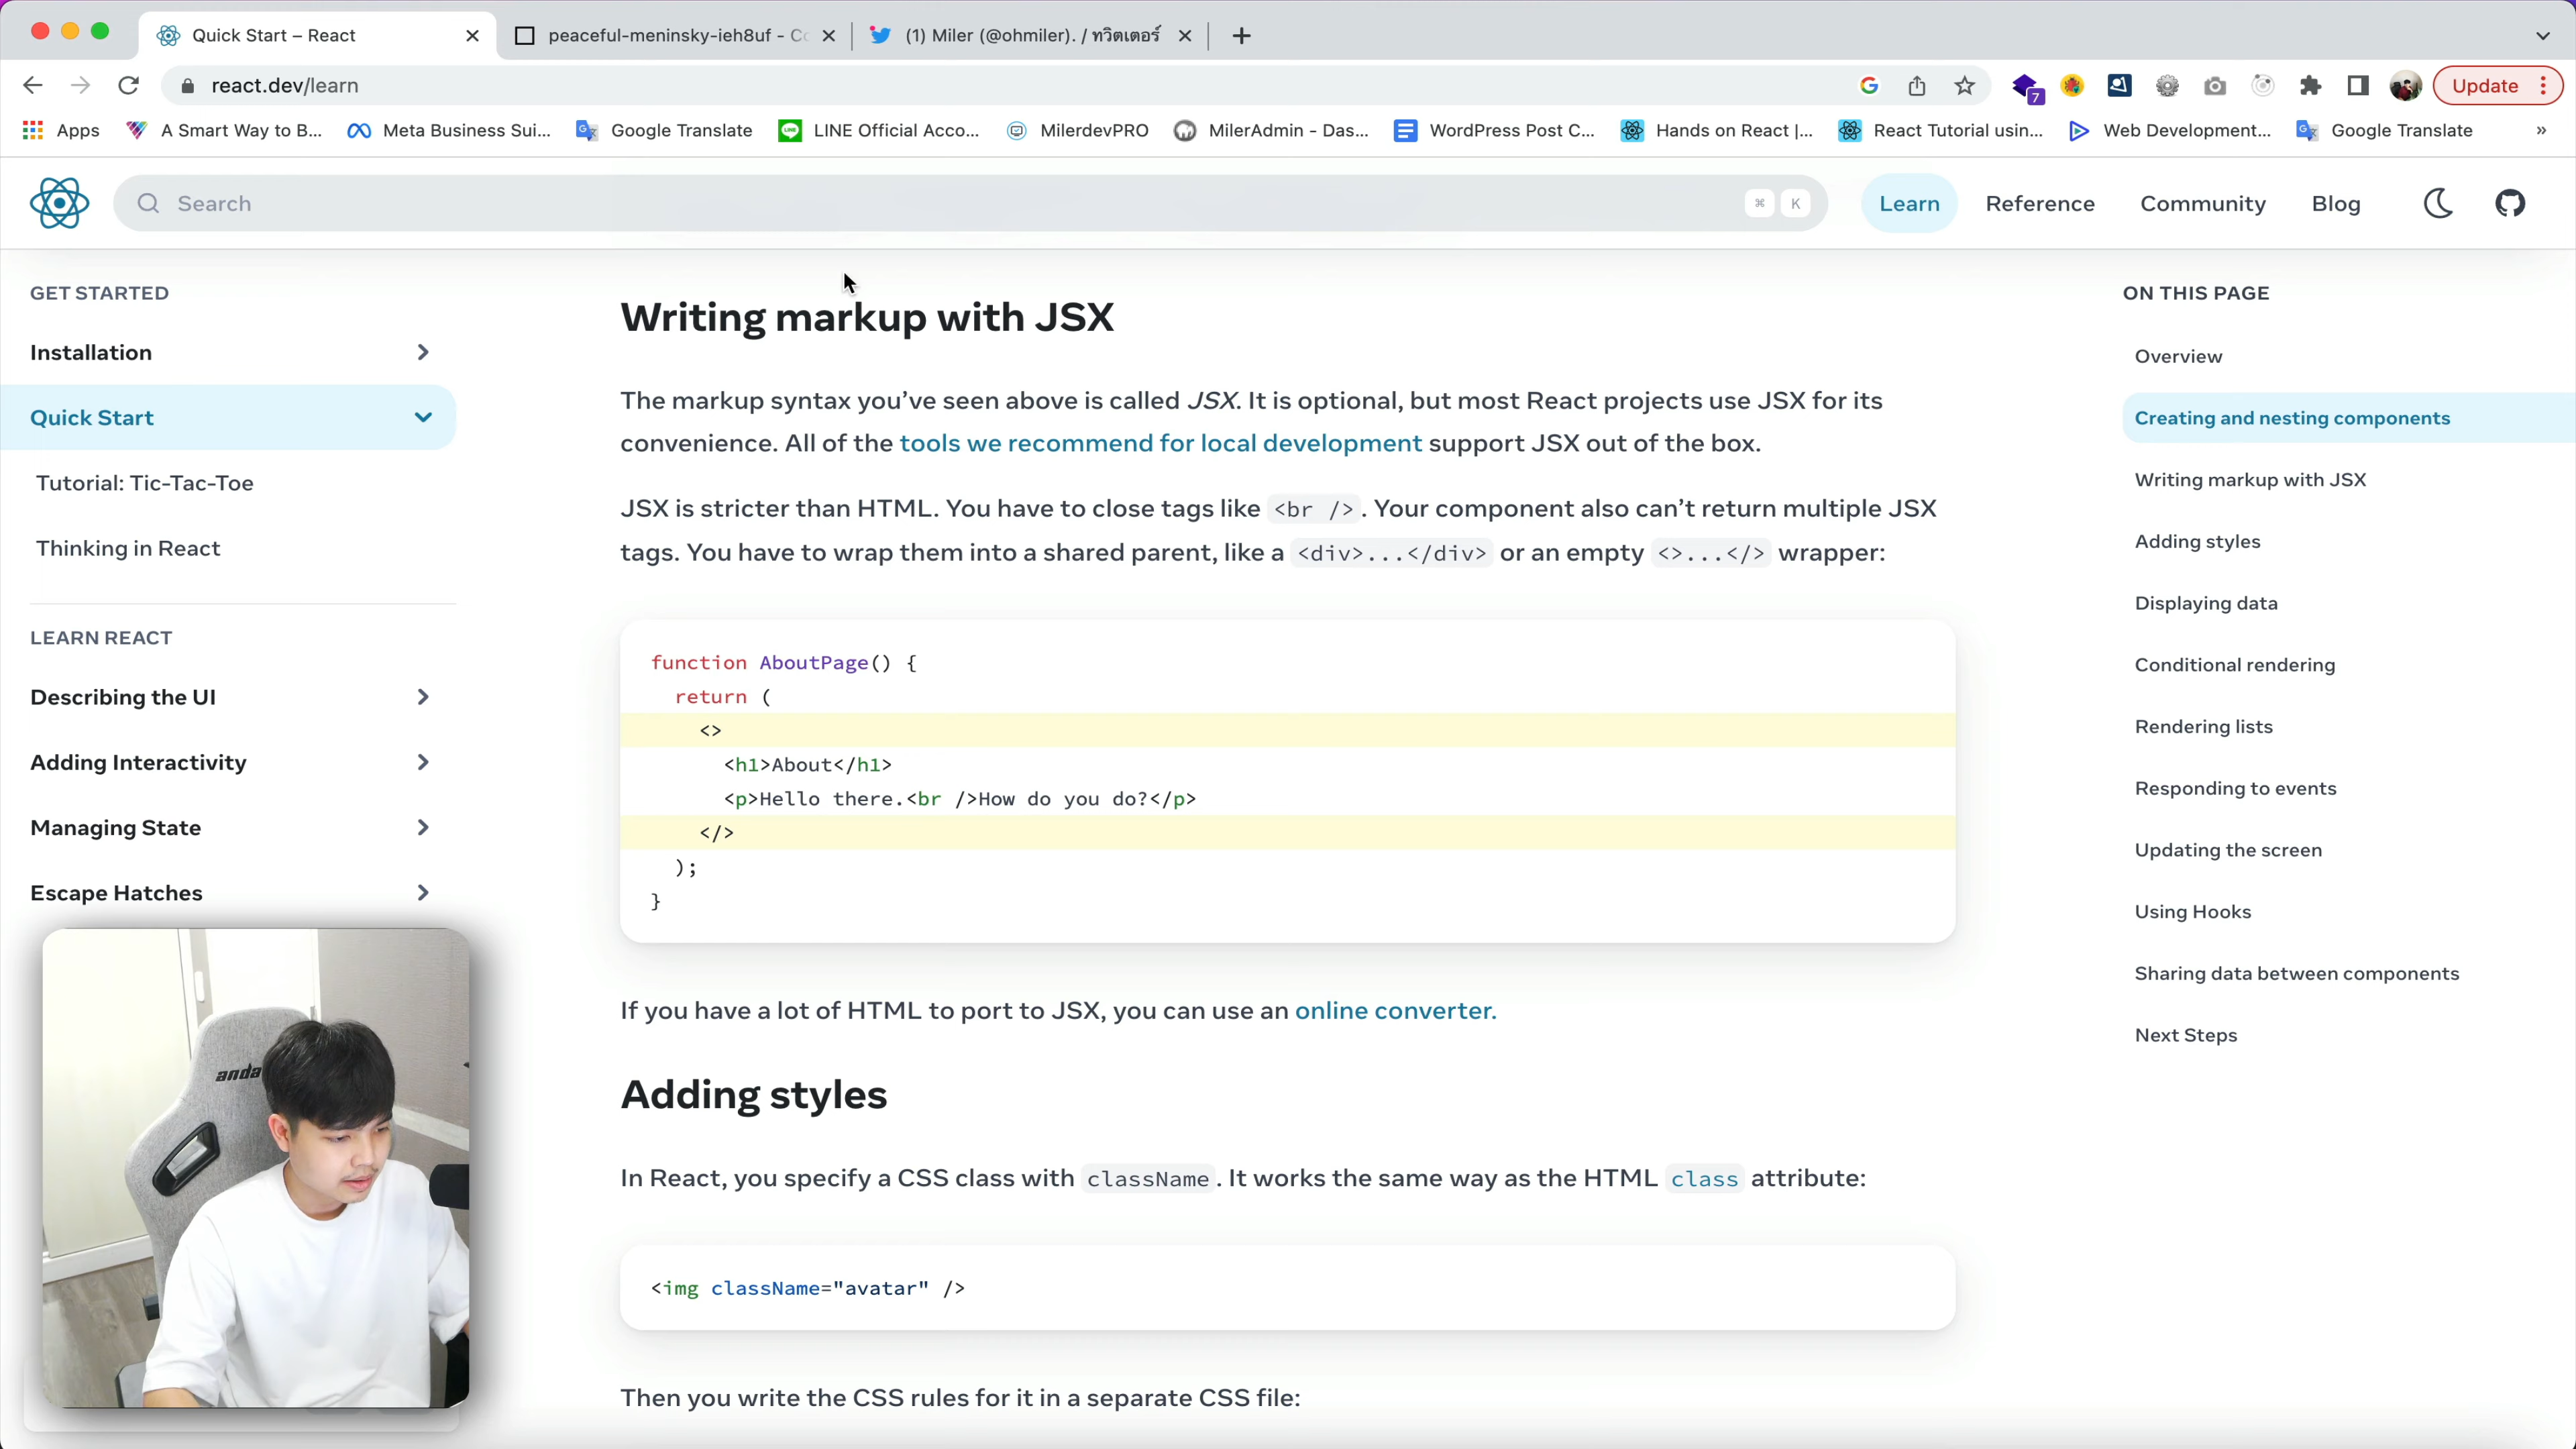 Quick Start – React
peaceful-meninsky-ieh8uf - Co
(1) Miler (@ohmiler). / ทวิตเตอร์
react.dev/learn
7
Update
Apps
A Smart Way to B...
Meta Business Sui...
Google Translate
LINE Official Acco...
MilerdevPRO
MilerAdmin - Das...
WordPress Post C...
Hands on React |...
React Tutorial usin...
Web Development...
Google Translate
»
Search
⌘ K
Learn
Reference
Community
Blog
GET STARTED
Installation
Quick Start
Tutorial: Tic-Tac-Toe
Thinking in React
LEARN REACT
Describing the UI
Adding Interactivity
Managing State
Escape Hatches
anda
Writing markup with JSX
The markup syntax you’ve seen above is called JSX. It is optional, but most React projects use JSX for its
convenience. All of the tools we recommend for local development support JSX out of the box.
JSX is stricter than HTML. You have to close tags like <br />. Your component also can’t return multiple JSX
tags. You have to wrap them into a shared parent, like a <div>...</div> or an empty <>...</> wrapper:
function AboutPage() {
return (
<>
<h1>About</h1>
<p>Hello there.<br />How do you do?</p>
</>
);
}
If you have a lot of HTML to port to JSX, you can use an online converter.
Adding styles
In React, you specify a CSS class with className. It works the same way as the HTML class attribute:
<img className="avatar" />
Then you write the CSS rules for it in a separate CSS file:
ON THIS PAGE
Overview
Creating and nesting components
Writing markup with JSX
Adding styles
Displaying data
Conditional rendering
Rendering lists
Responding to events
Updating the screen
Using Hooks
Sharing data between components
Next Steps